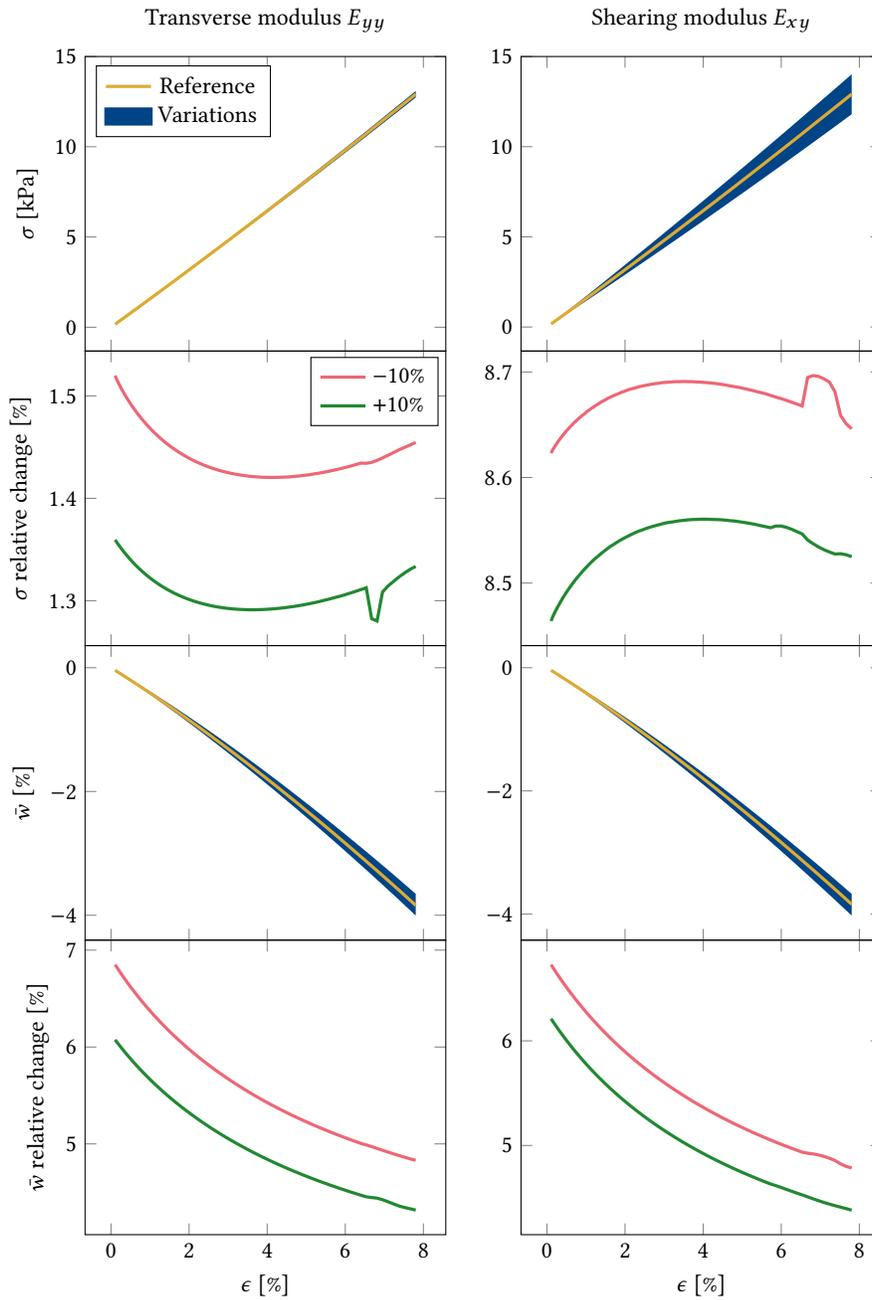 Transverse modulus E_yy
Shearing modulus E_xy
15
10
5
0
σ [kPa]
Reference
Variations
15
10
5
0
1.5
1.4
1.3
σ relative change [%]
−10%
+10%
8.7
8.6
8.5
0
−2
−4
w̄ [%]
0
−2
−4
7
6
5
w̄ relative change [%]
6
5
0 2 4 6 8
ϵ [%]
0 2 4 6 8
ϵ [%]